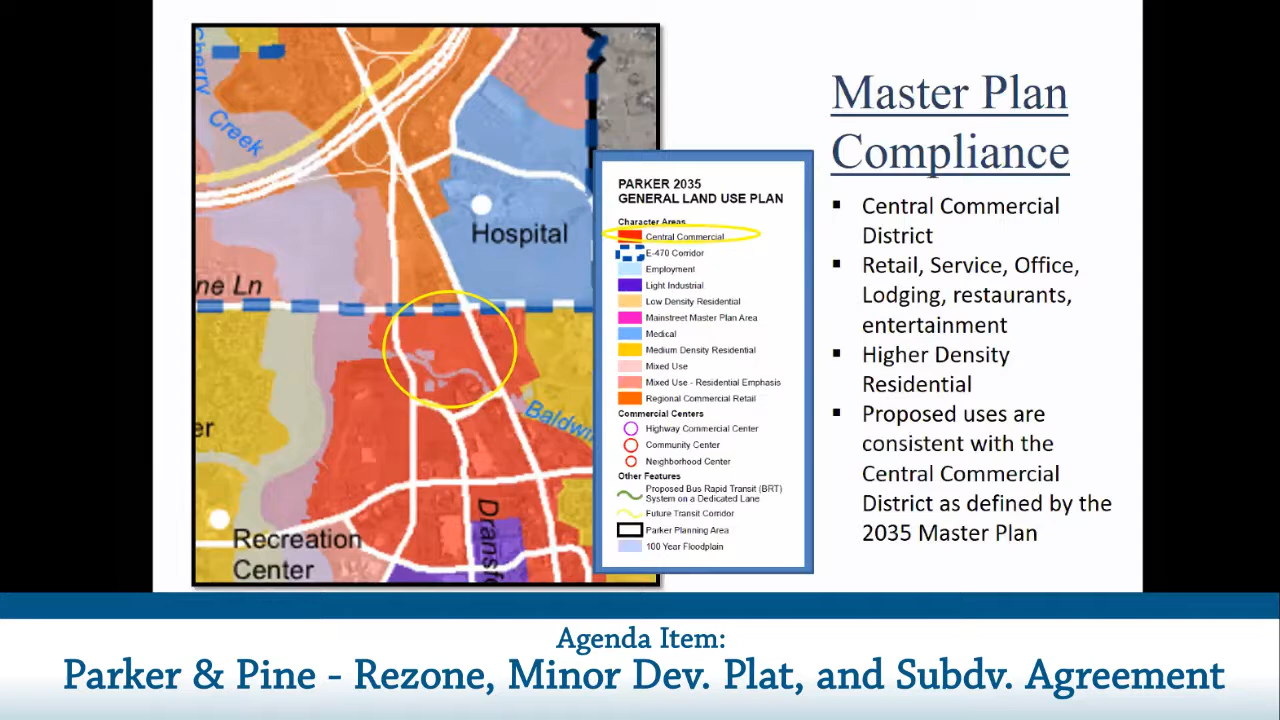 Cherry
Creek
Hospital
ne Ln
er
Baldwin
Recreation
Center
Dransf
PARKER 2035
GENERAL LAND USE PLAN
Character Areas
Central Commercial
E-470 Corridor
Employment
Light Industrial
Low Density Residential
Mainstreet Master Plan Area
Medical
Medium Density Residential
Mixed Use
Mixed Use - Residential Emphasis
Regional Commercial Retail
Commercial Centers
Highway Commercial Center
Community Center
Neighborhood Center
Other Features
Proposed Bus Rapid Transit (BRT)
System on a Dedicated Lane
Future Transit Corridor
Parker Planning Area
100 Year Floodplain
Master Plan
Compliance
▪ Central Commercial
District
▪ Retail, Service, Office,
Lodging, restaurants,
entertainment
▪ Higher Density
Residential
▪ Proposed uses are
consistent with the
Central Commercial
District as defined by the
2035 Master Plan
Agenda Item:
Parker & Pine - Rezone, Minor Dev. Plat, and Subdv. Agreement